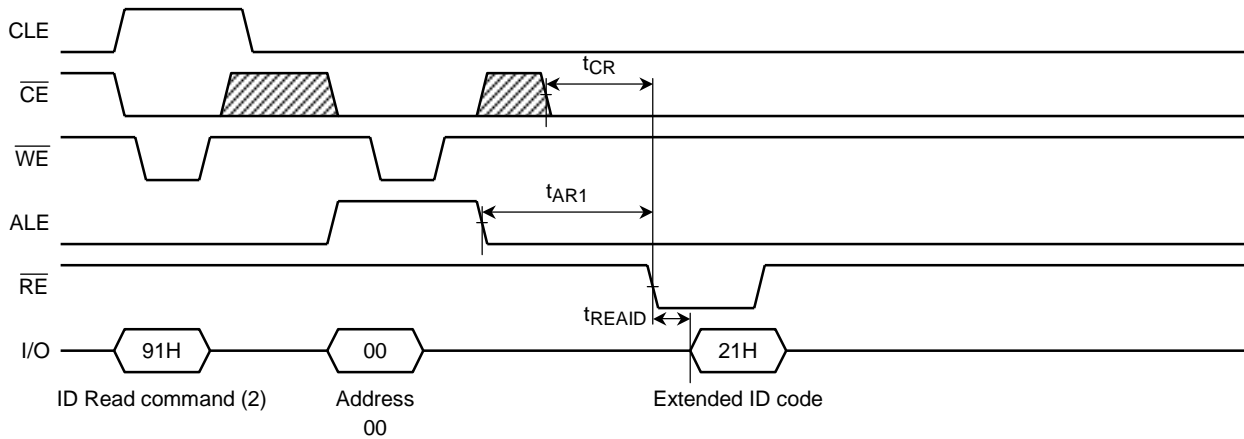 CLE
tCR
CE
WE
tAR1
ALE
RE
tREAID
I/O 91H 00 21H
ID Read command (2) Address Extended ID code
00